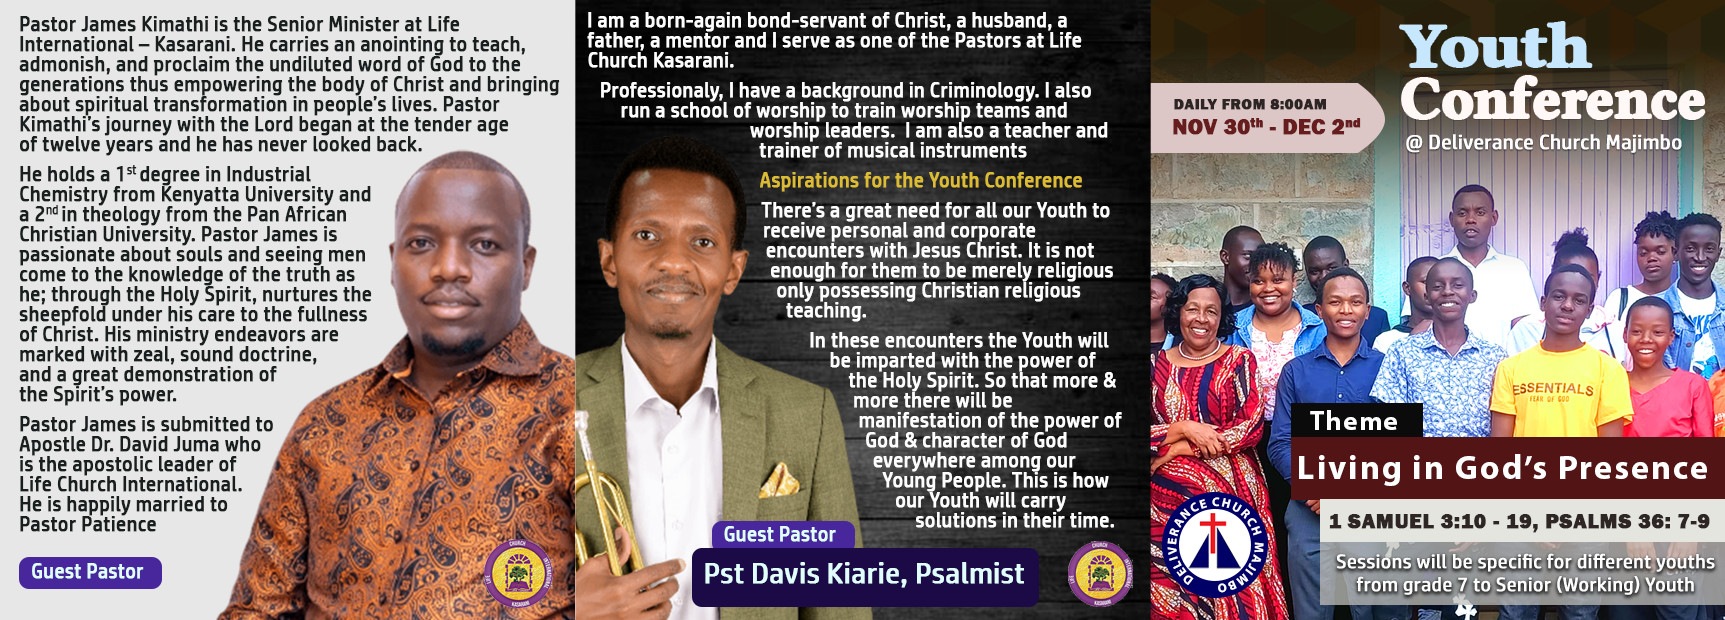 Pastor James Kimathi is the Senior Minister at Life
International – Kasarani. He carries an anointing to teach,
admonish, and proclaim the undiluted word of God to the
generations thus empowering the body of Christ and bringing
about spiritual transformation in people's lives. Pastor
Kimathi's journey with the Lord began at the tender age
of twelve years and he has never looked back.
He holds a 1st degree in Industrial
Chemistry from Kenyatta University and
a 2nd in theology from the Pan African
Christian University. Pastor James is
passionate about souls and seeing men
come to the knowledge of the truth as
he; through the Holy Spirit, nurtures the
sheepfold under his care to the fullness
of Christ. His ministry endeavors are
marked with zeal, sound doctrine,
and a great demonstration of
the Spirit's power.
Pastor James is submitted to
Apostle Dr. David Juma who
is the apostolic leader of
Life Church International.
He is happily married to
Pastor Patience
Guest Pastor
LIFE CHURCH INTERNATIONAL
KASARANI
I am a born-again bond-servant of Christ, a husband, a
father, a mentor and I serve as one of the Pastors at Life
Church Kasarani.
Professionaly, I have a background in Criminology. I also
run a school of worship to train worship teams and
worship leaders. I am also a teacher and
trainer of musical instruments
Aspirations for the Youth Conference
There's a great need for all our Youth to
receive personal and corporate
encounters with Jesus Christ. It is not
enough for them to be merely religious
only possessing Christian religious
teaching.
In these encounters the Youth will
be imparted with the power of
the Holy Spirit. So that more &
more there will be
manifestation of the power of
God & character of God
everywhere among our
Young People. This is how
our Youth will carry
solutions in their time.
Guest Pastor
Pst Davis Kiarie, Psalmist
LIFE CHURCH INTERNATIONAL
KASARANI
Youth
Conference
@ Deliverance Church Majimbo
DAILY FROM 8:00AM
NOV 30th - DEC 2nd
ESSENTIALS
FEAR OF GOD
Theme
Living in God's Presence
1 SAMUEL 3:10 - 19, PSALMS 36: 7-9
Sessions will be specific for different youths
from grade 7 to Senior (Working) Youth
DELIVERANCE CHURCH MAJIMBO